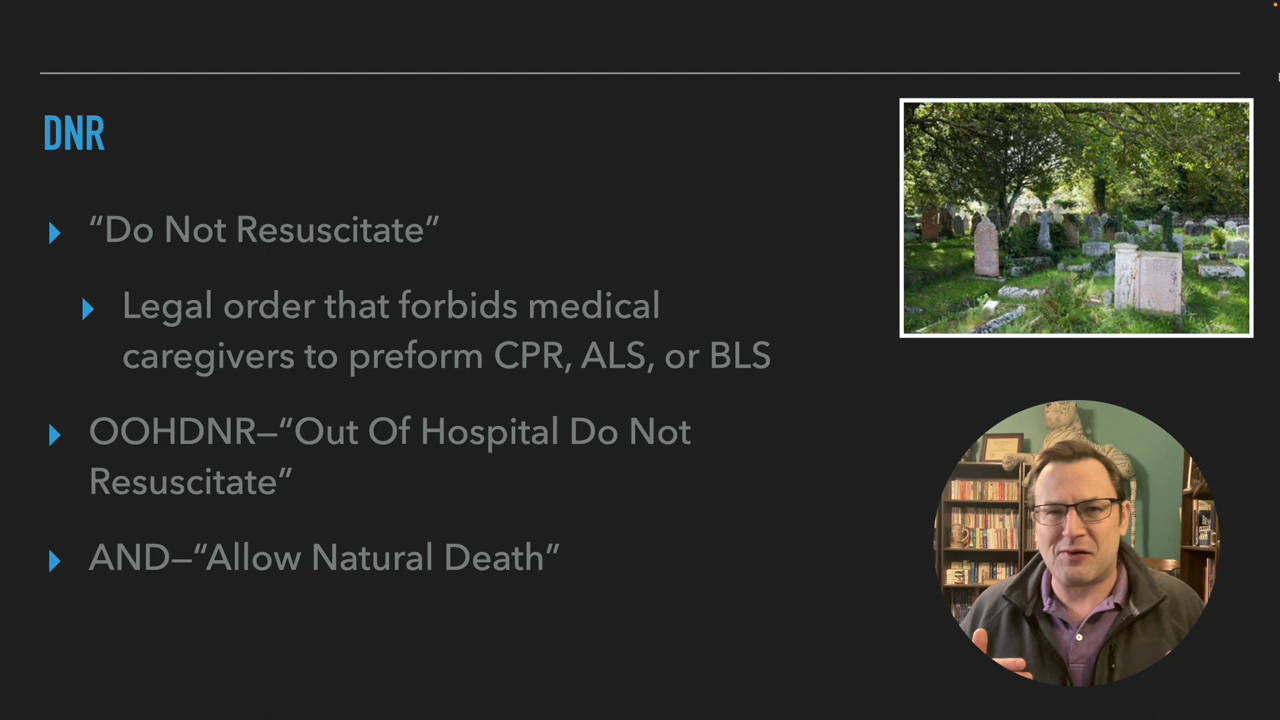 DNR
“Do Not Resuscitate”
Legal order that forbids medical
caregivers to preform CPR, ALS, or BLS
OOHDNR—“Out Of Hospital Do Not
Resuscitate”
AND—“Allow Natural Death”